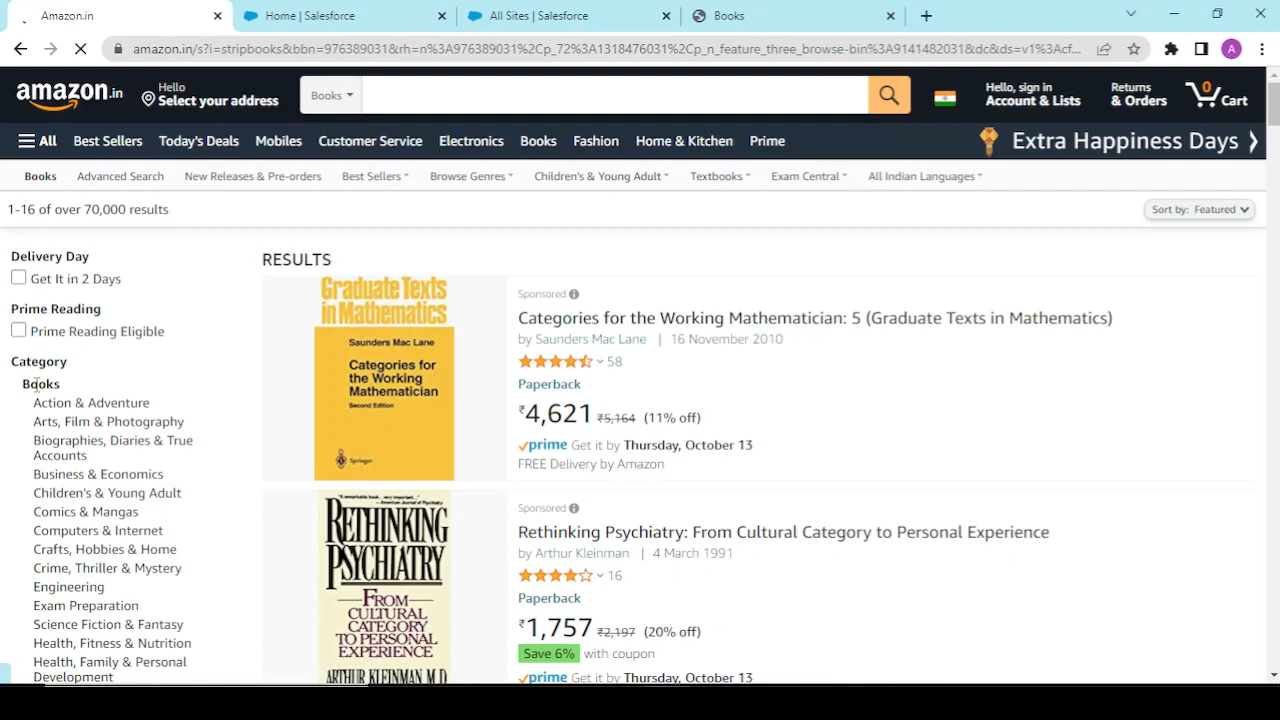 Amazon.in
Home | Salesforce
All Sites | Salesforce
Books
amazon.in/s?i=stripbooks&bbn=976389031&rh=n%3A976389031%2Cp_72%3A1318476031%2Cp_n_feature_three_browse-bin%3A9141482031&dc&ds=v1%3Acf...
A
amazon.in
Hello
Select your address
Books
Hello, sign in
Account & Lists
Returns
& Orders
0
Cart
All
Best Sellers
Today's Deals
Mobiles
Customer Service
Electronics
Books
Fashion
Home & Kitchen
Prime
Extra Happiness Days
Books
Advanced Search
New Releases & Pre-orders
Best Sellers
Browse Genres
Children's & Young Adult
Textbooks
Exam Central
All Indian Languages
1-16 of over 70,000 results
Sort by: Featured
Delivery Day
Get It in 2 Days
Prime Reading
Prime Reading Eligible
Category
Books
Action & Adventure
Arts, Film & Photography
Biographies, Diaries & True
Accounts
Business & Economics
Children's & Young Adult
Comics & Mangas
Computers & Internet
Crafts, Hobbies & Home
Crime, Thriller & Mystery
Engineering
Exam Preparation
Science Fiction & Fantasy
Health, Fitness & Nutrition
Health, Family & Personal
Development
RESULTS
Graduate Texts
in Mathematics
Saunders Mac Lane
Categories for
the Working
Mathematician
Second Edition
Springer
Sponsored
Categories for the Working Mathematician: 5 (Graduate Texts in Mathematics)
by Saunders Mac Lane | 16 November 2010
58
Paperback
₹4,621 ₹5,164 (11% off)
prime Get it by Thursday, October 13
FREE Delivery by Amazon
RETHINKING
PSYCHIATRY
FROM
CULTURAL
CATEGORY
TO PERSONAL
EXPERIENCE
ARTHUR KLEINMAN, M.D.
Sponsored
Rethinking Psychiatry: From Cultural Category to Personal Experience
by Arthur Kleinman | 4 March 1991
16
Paperback
₹1,757 ₹2,197 (20% off)
Save 6% with coupon
prime Get it by Thursday, October 13